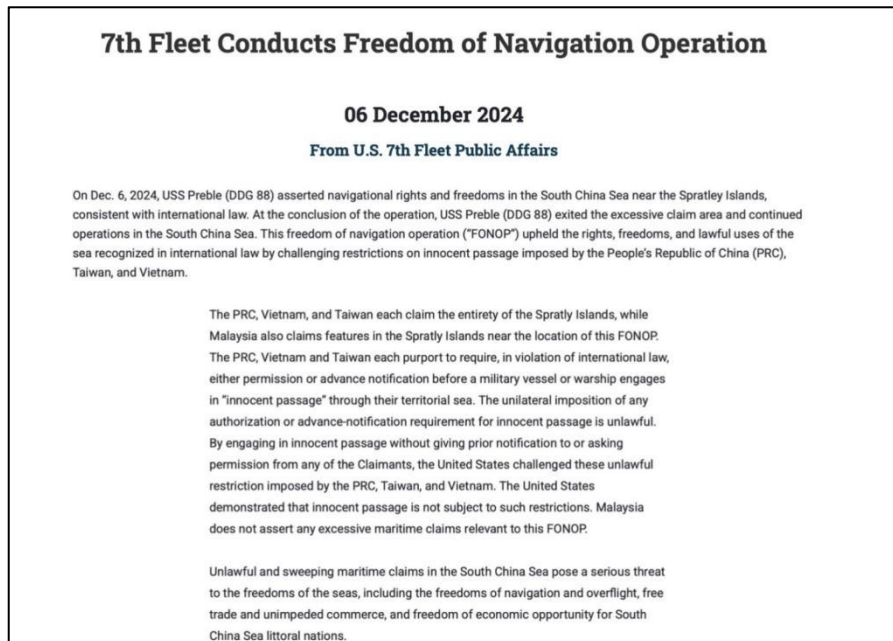 7th Fleet Conducts Freedom of Navigation Operation
06 December 2024
From U.S. 7th Fleet Public Affairs
On Dec. 6, 2024, USS Preble (DDG 88) asserted navigational rights and freedoms in the South China Sea near the Spratley Islands,
consistent with international law. At the conclusion of the operation, USS Preble (DDG 88) exited the excessive claim area and continued
operations in the South China Sea. This freedom of navigation operation ("FONOP") upheld the rights, freedoms, and lawful uses of the
sea recognized in international law by challenging restrictions on innocent passage imposed by the People's Republic of China (PRC),
Taiwan, and Vietnam.
The PRC, Vietnam, and Taiwan each claim the entirety of the Spratly Islands, while
Malaysia also claims features in the Spratly Islands near the location of this FONOP.
The PRC, Vietnam and Taiwan each purport to require, in violation of international law,
either permission or advance notification before a military vessel or warship engages
in "innocent passage" through their territorial sea. The unilateral imposition of any
authorization or advance-notification requirement for innocent passage is unlawful.
By engaging in innocent passage without giving prior notification to or asking
permission from any of the Claimants, the United States challenged these unlawful
restriction imposed by the PRC, Taiwan, and Vietnam. The United States
demonstrated that innocent passage is not subject to such restrictions. Malaysia
does not assert any excessive maritime claims relevant to this FONOP.
Unlawful and sweeping maritime claims in the South China Sea pose a serious threat
to the freedoms of the seas, including the freedoms of navigation and overflight, free
trade and unimpeded commerce, and freedom of economic opportunity for South
China Sea littoral nations.